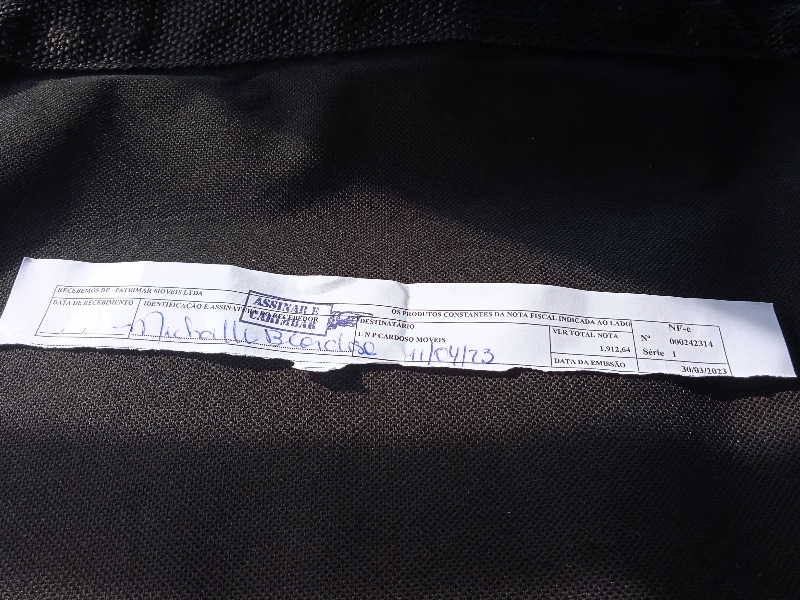 RECEBEMOS DE PATRIMAR MOVEIS LTDA OS PRODUTOS CONSTANTES DA NOTA FISCAL INDICADA AO LADO
DATA DE RECEBIMENTO
IDENTIFICAÇÃO E ASSINATURA RECEBEDOR
ASSINAR E
CARIMBAR
B Cardoso
DESTINATÁRIO
L N P CARDOSO MOVEIS
11/04/23
VLR TOTAL NOTA
1.912,64
DATA DA EMISSÃO
30/03/2023
NF-e
Nº 000242314
Série 1